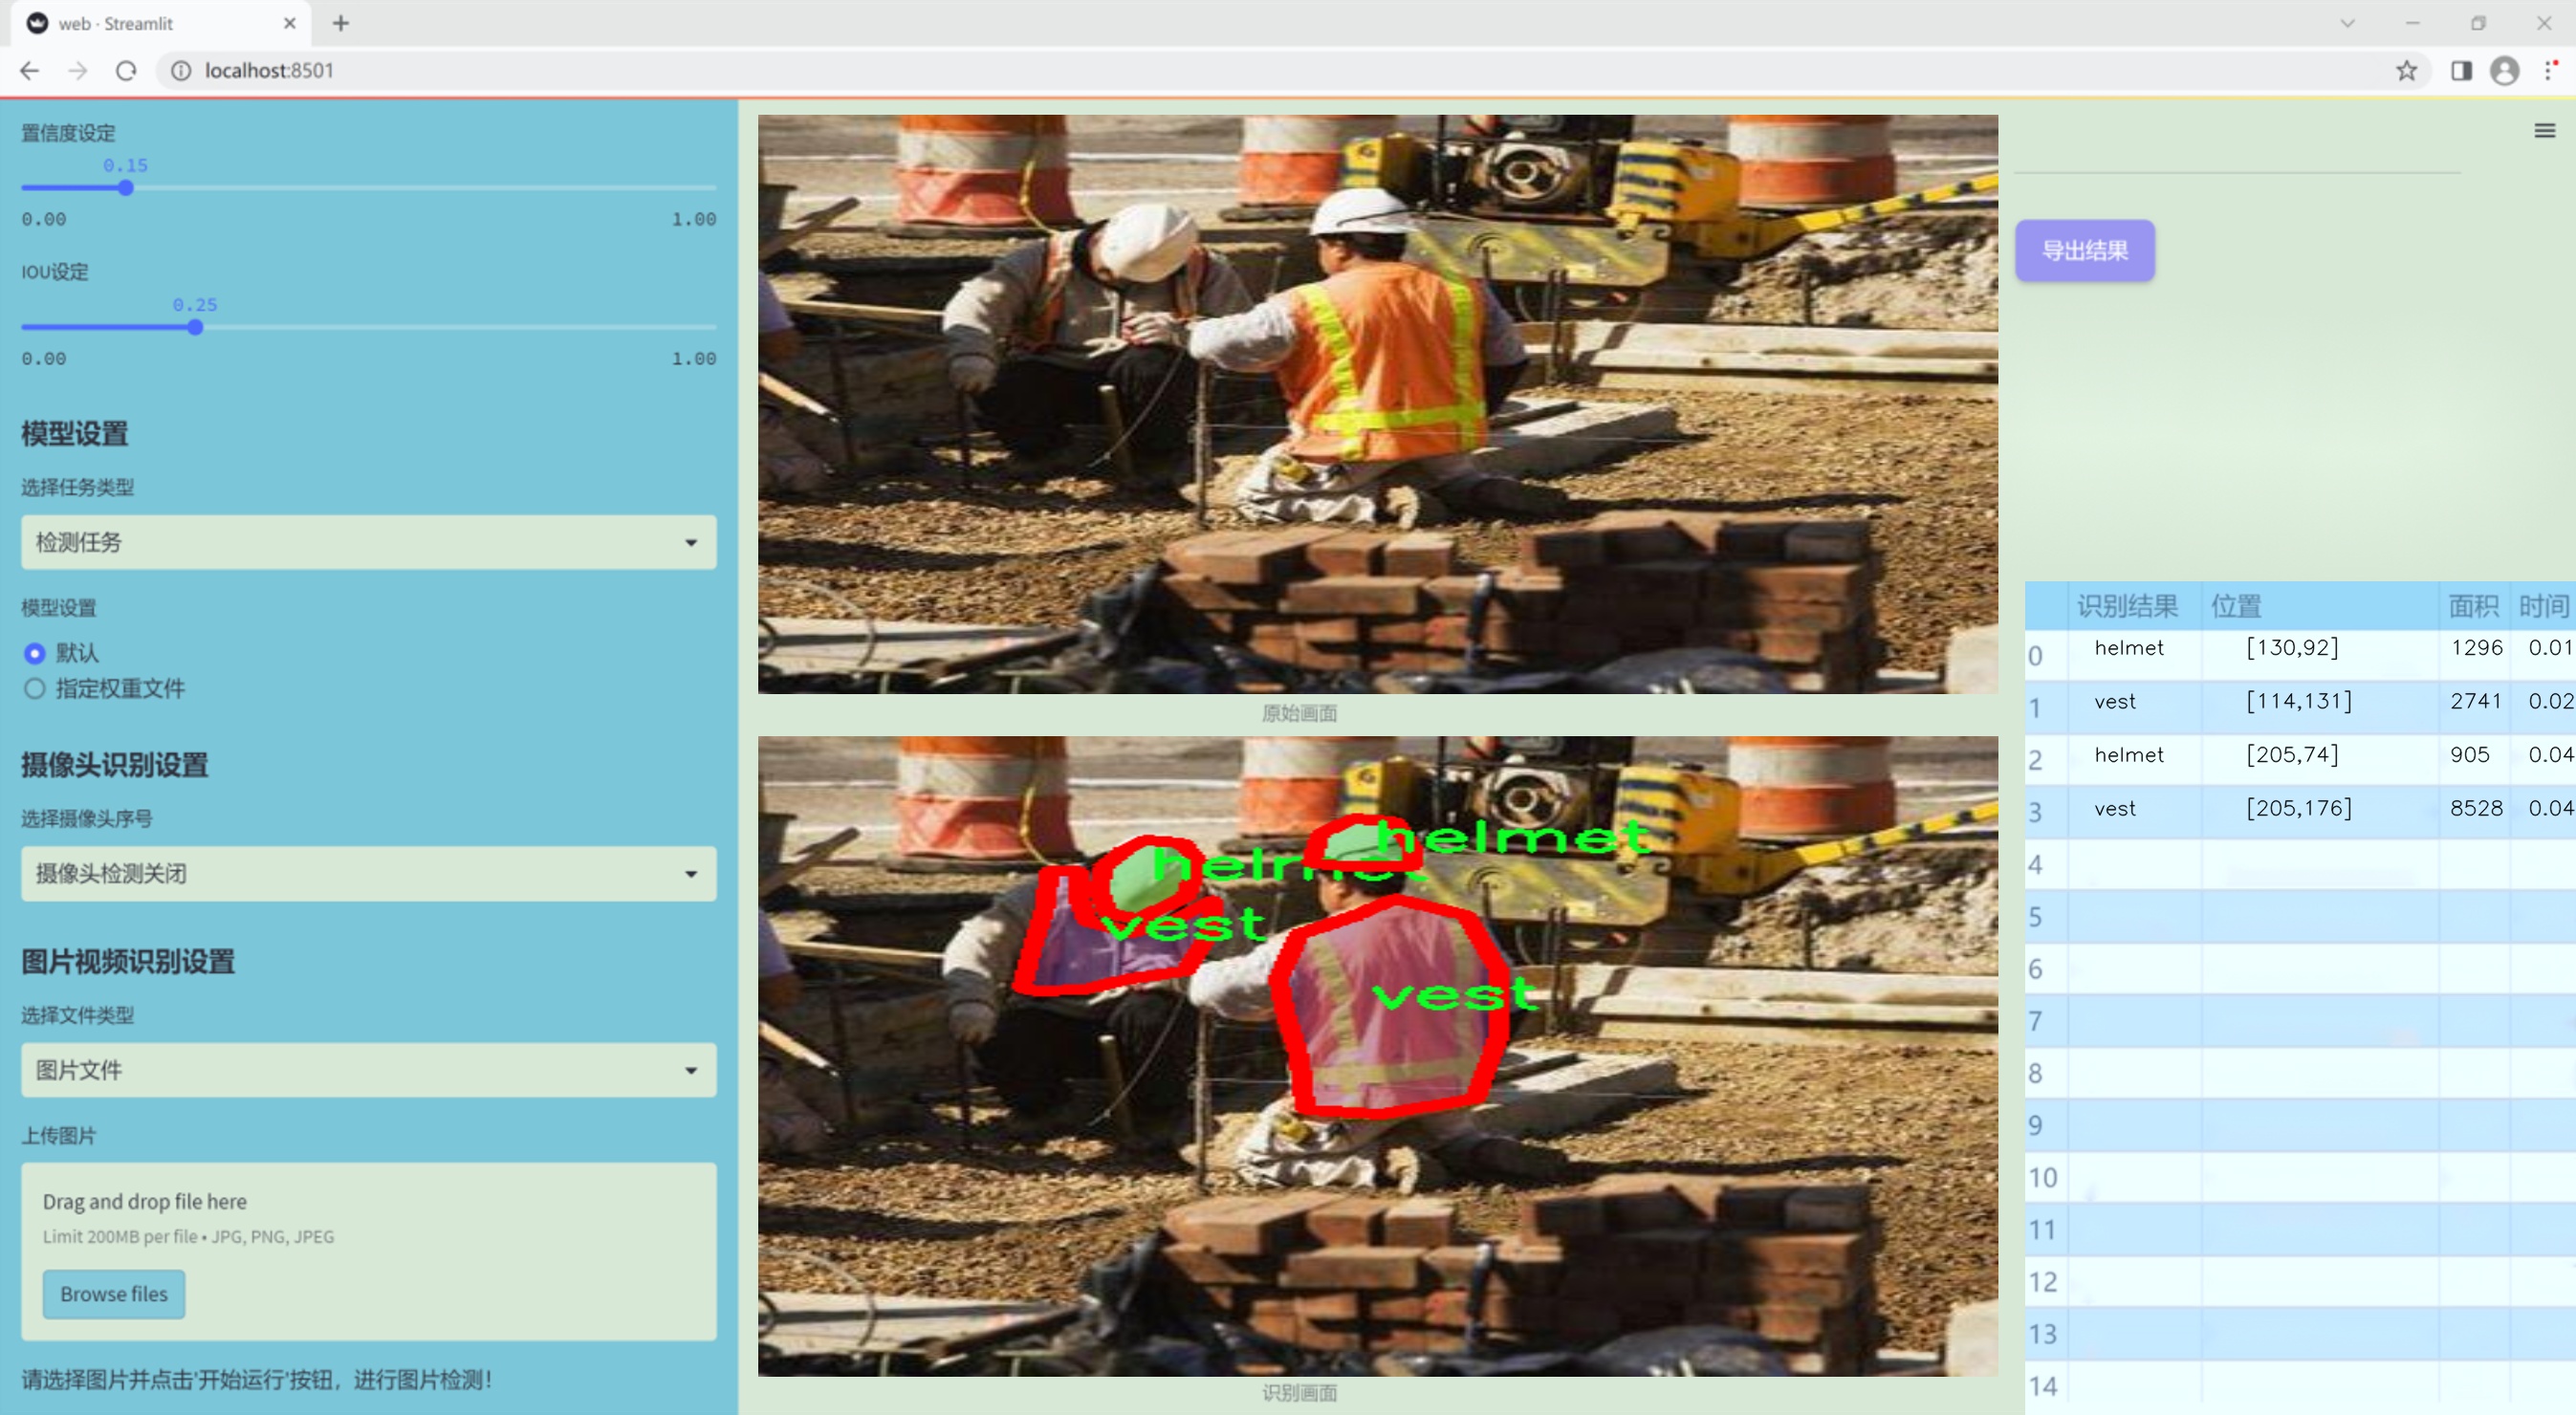 web · Streamlit
localhost:8501
置信度设定
0.15
0.00 1.00
IOU设定
0.25
0.00 1.00
模型设置
选择任务类型
检测任务
模型设置
默认
指定权重文件
摄像头识别设置
选择摄像头序号
摄像头检测关闭
图片视频识别设置
选择文件类型
图片文件
上传图片
Drag and drop file here
Limit 200MB per file • JPG, PNG, JPEG
Browse files
请选择图片并点击'开始运行'按钮，进行图片检测！
原始画面
helmet
helmet
vest
vest
识别画面
导出结果
识别结果 位置 面积 时间
0 helmet [130,92] 1296 0.01
1 vest [114,131] 2741 0.02
2 helmet [205,74] 905 0.04
3 vest [205,176] 8528 0.04
4
5
6
7
8
9
10
11
12
13
14